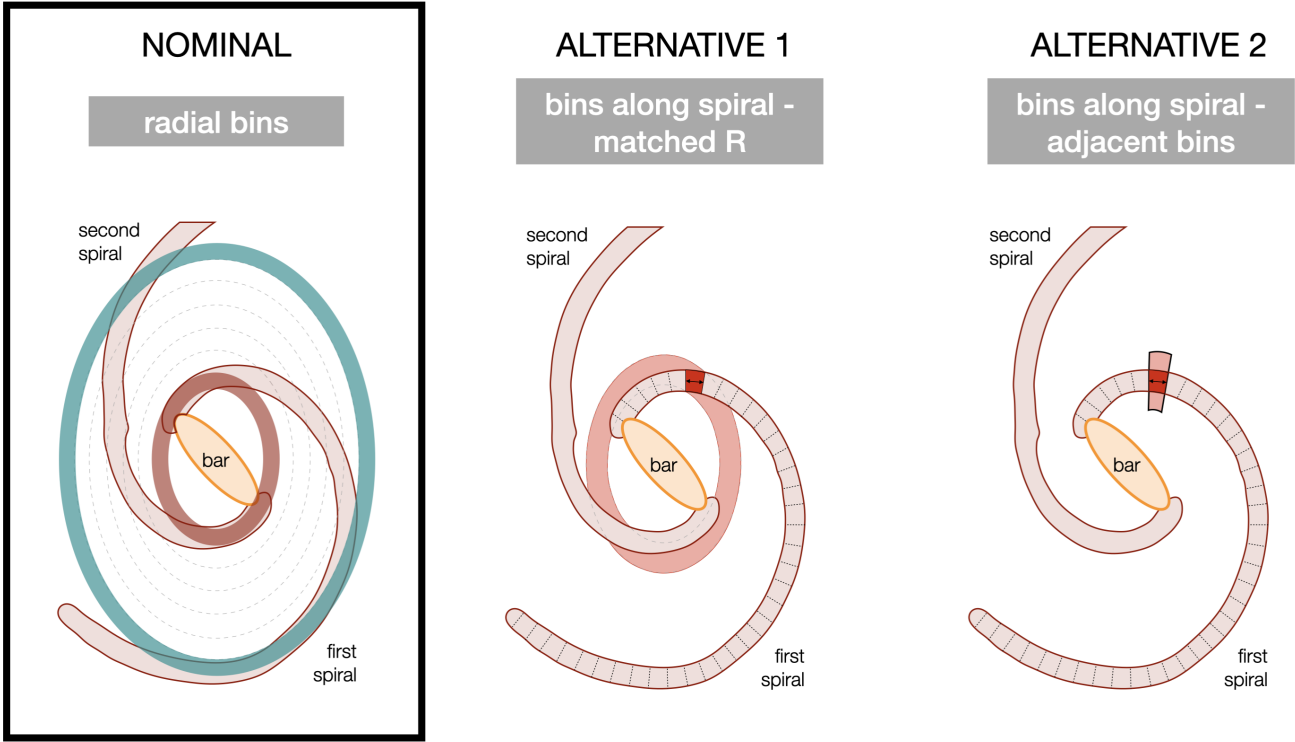 NOMINAL
radial bins
second
spiral
bar
first
spiral
ALTERNATIVE 1
bins along spiral -
matched R
second
spiral
bar
first
spiral
ALTERNATIVE 2
bins along spiral -
adjacent bins
second
spiral
bar
first
spiral